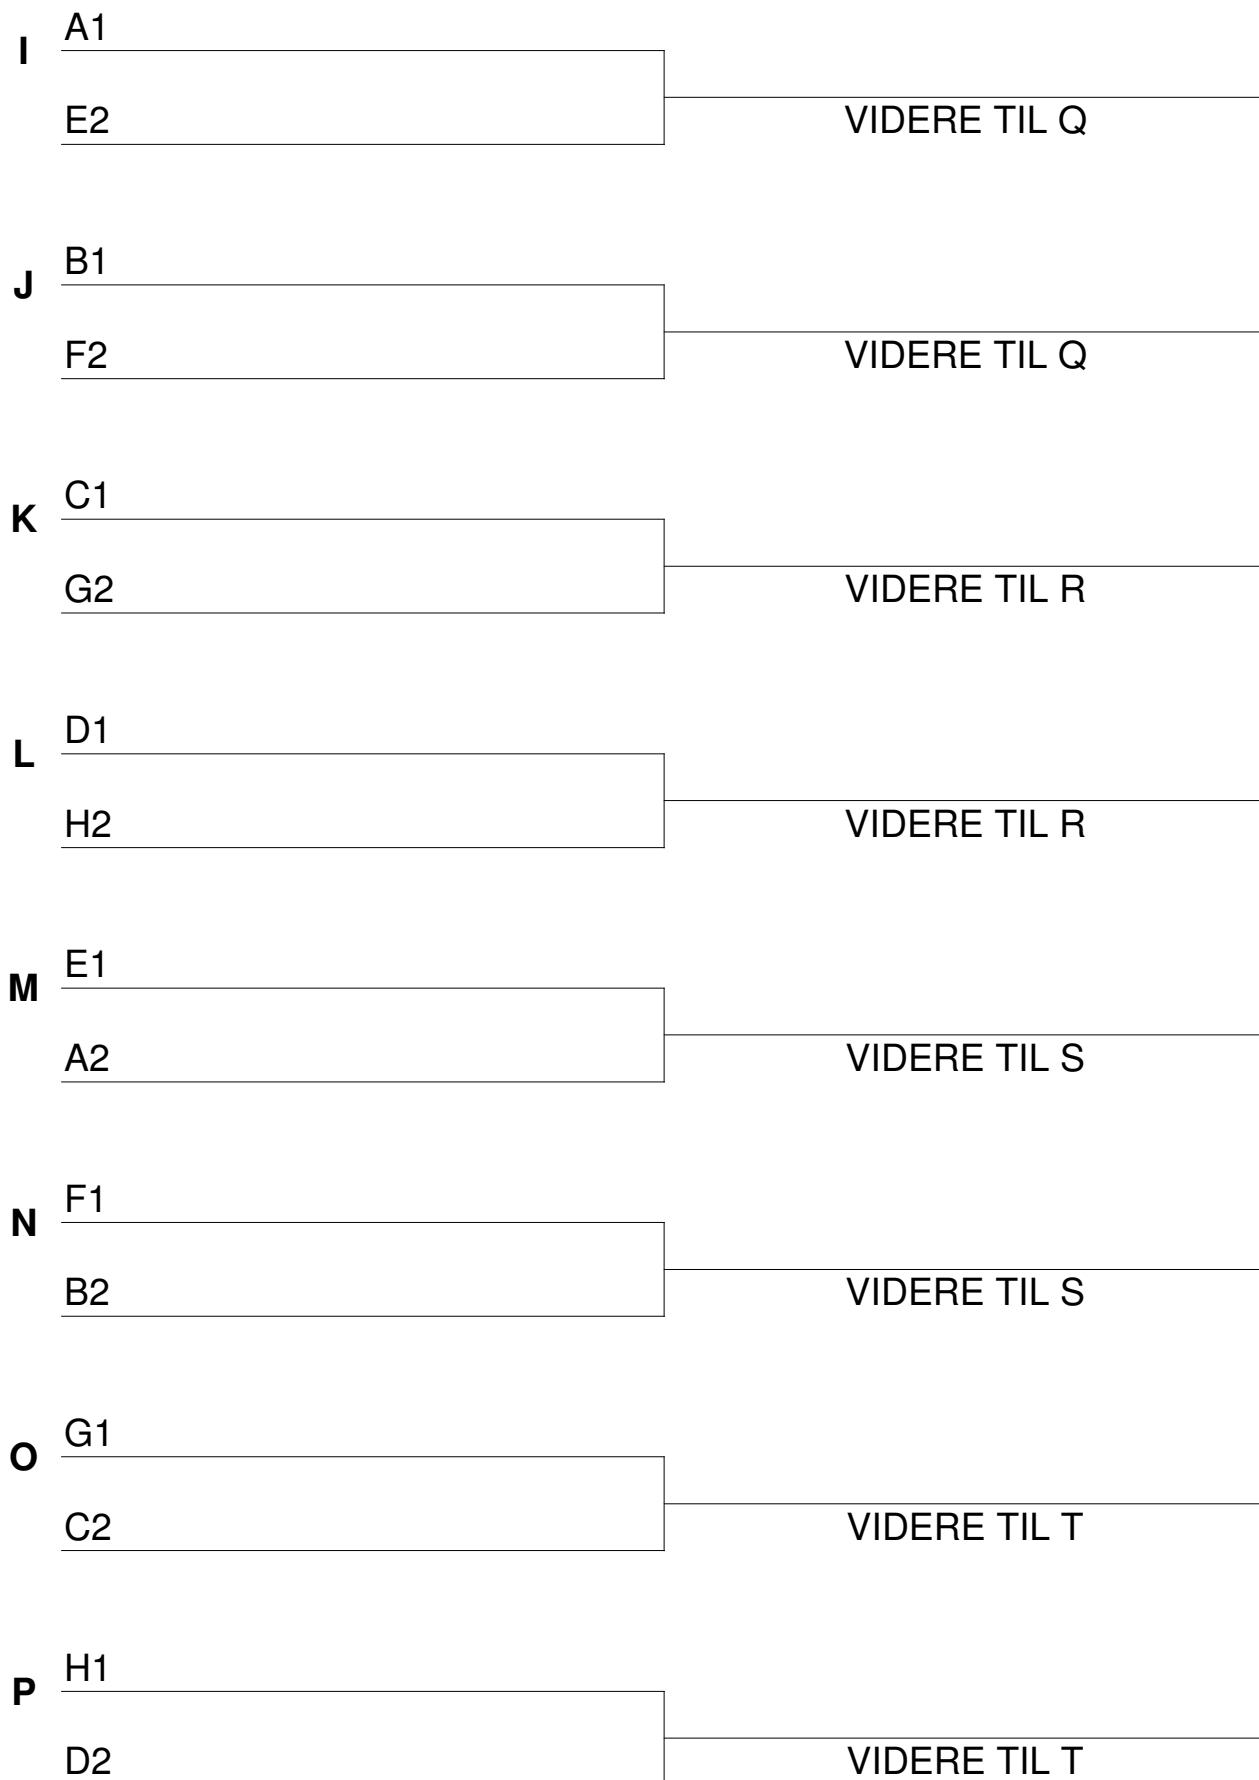 A1
I
E2
VIDERE TIL Q
B1
J
F2
VIDERE TIL Q
C1
K
G2
VIDERE TIL R
D1
L
H2
VIDERE TIL R
E1
M
A2
VIDERE TIL S
F1
N
B2
VIDERE TIL S
G1
O
C2
VIDERE TIL T
H1
P
D2
VIDERE TIL T